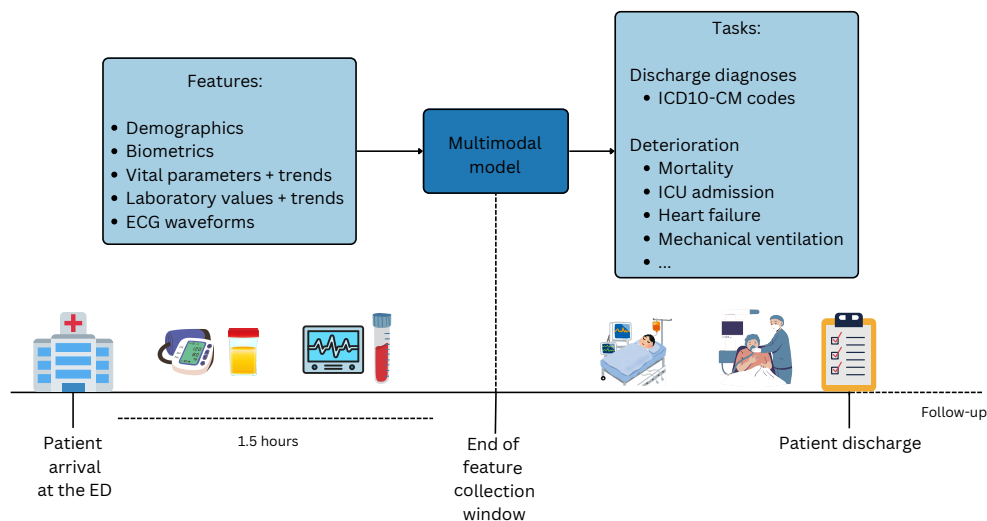 Features:
• Demographics
• Biometrics
• Vital parameters + trends
• Laboratory values + trends
• ECG waveforms
Multimodal
model
Tasks:
Discharge diagnoses
• ICD10-CM codes
Deterioration
• Mortality
• ICU admission
• Heart failure
• Mechanical ventilation
• ...
Patient
arrival
at the ED
1.5 hours
End of
feature
collection
window
Patient discharge
Follow-up